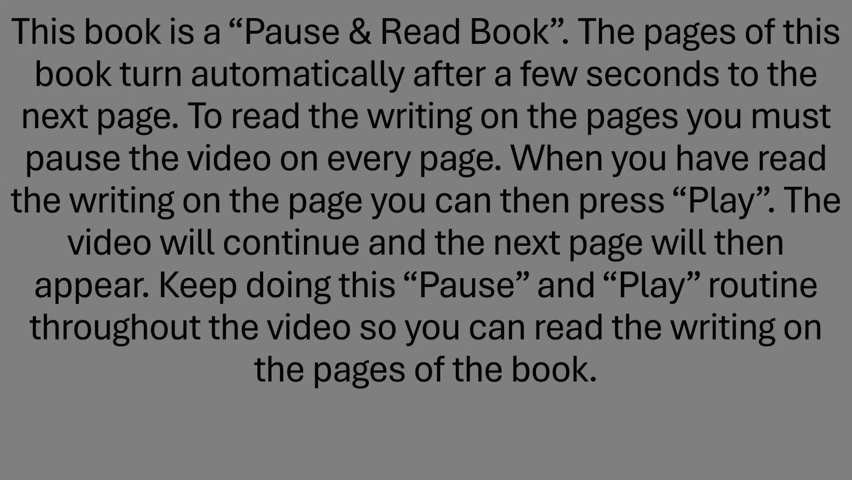 This book is a “Pause & Read Book”. The pages of this
book turn automatically after a few seconds to the
next page. To read the writing on the pages you must
pause the video on every page. When you have read
the writing on the page you can then press “Play”. The
video will continue and the next page will then
appear. Keep doing this “Pause” and “Play” routine
throughout the video so you can read the writing on
the pages of the book.